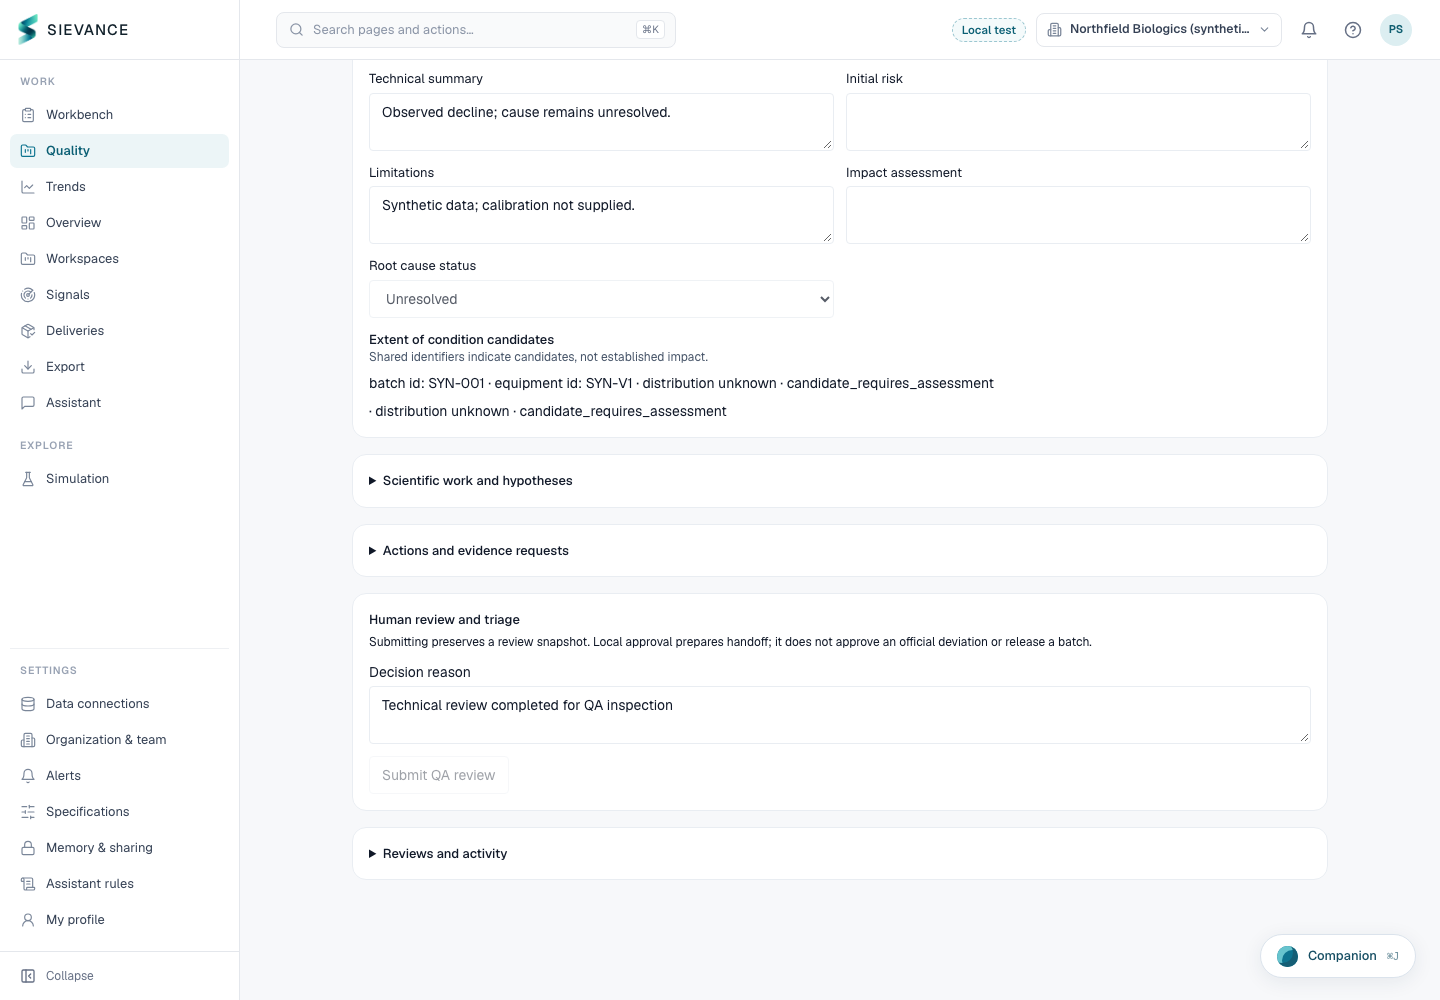 SIEVANCE
Search pages and actions...
⌘K
Local test
Northfield Biologics (syntheti...
PS
WORK
Workbench
Quality
Trends
Overview
Workspaces
Signals
Deliveries
Export
Assistant
EXPLORE
Simulation
SETTINGS
Data connections
Organization & team
Alerts
Specifications
Memory & sharing
Assistant rules
My profile
Collapse
Technical summary
Observed decline; cause remains unresolved.
Initial risk
Limitations
Synthetic data; calibration not supplied.
Impact assessment
Root cause status
Unresolved
Extent of condition candidates
Shared identifiers indicate candidates, not established impact.
batch id: SYN-001 · equipment id: SYN-V1 · distribution unknown · candidate_requires_assessment
· distribution unknown · candidate_requires_assessment
Scientific work and hypotheses
Actions and evidence requests
Human review and triage
Submitting preserves a review snapshot. Local approval prepares handoff; it does not approve an official deviation or release a batch.
Decision reason
Technical review completed for QA inspection
Submit QA review
Reviews and activity
Companion ⌘J